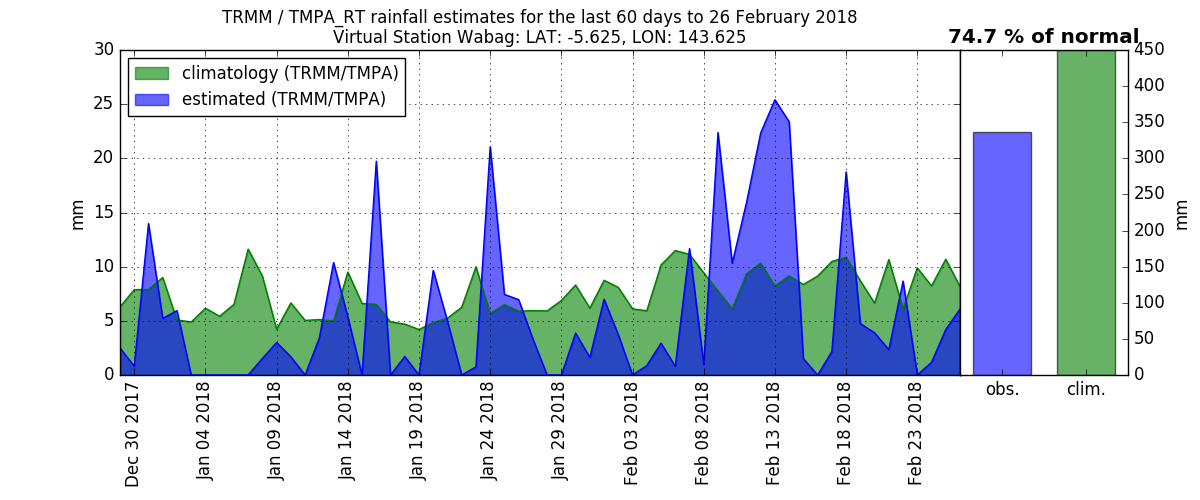 TRMM / TMPA_RT rainfall estimates for the last 60 days to 26 February 2018
Virtual Station Wabag: LAT: -5.625, LON: 143.625
74.7 % of normal
climatology (TRMM/TMPA)
estimated (TRMM/TMPA)
30
25
20
15
10
5
0
mm
450
400
350
300
250
200
150
100
50
0
mm
obs.
clim.
Dec 30 2017
Jan 04 2018
Jan 09 2018
Jan 14 2018
Jan 19 2018
Jan 24 2018
Jan 29 2018
Feb 03 2018
Feb 08 2018
Feb 13 2018
Feb 18 2018
Feb 23 2018